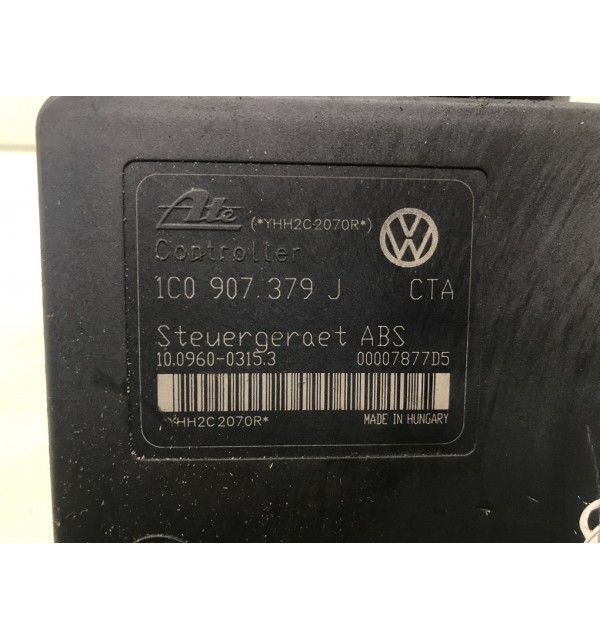 Ate (*YHH2C2070R*)
Controller
1C0 907 379 J CTA
Steuergeraet ABS
10.0960-0315.3 00007877D5
*YHH2C2070R* MADE IN HUNGARY